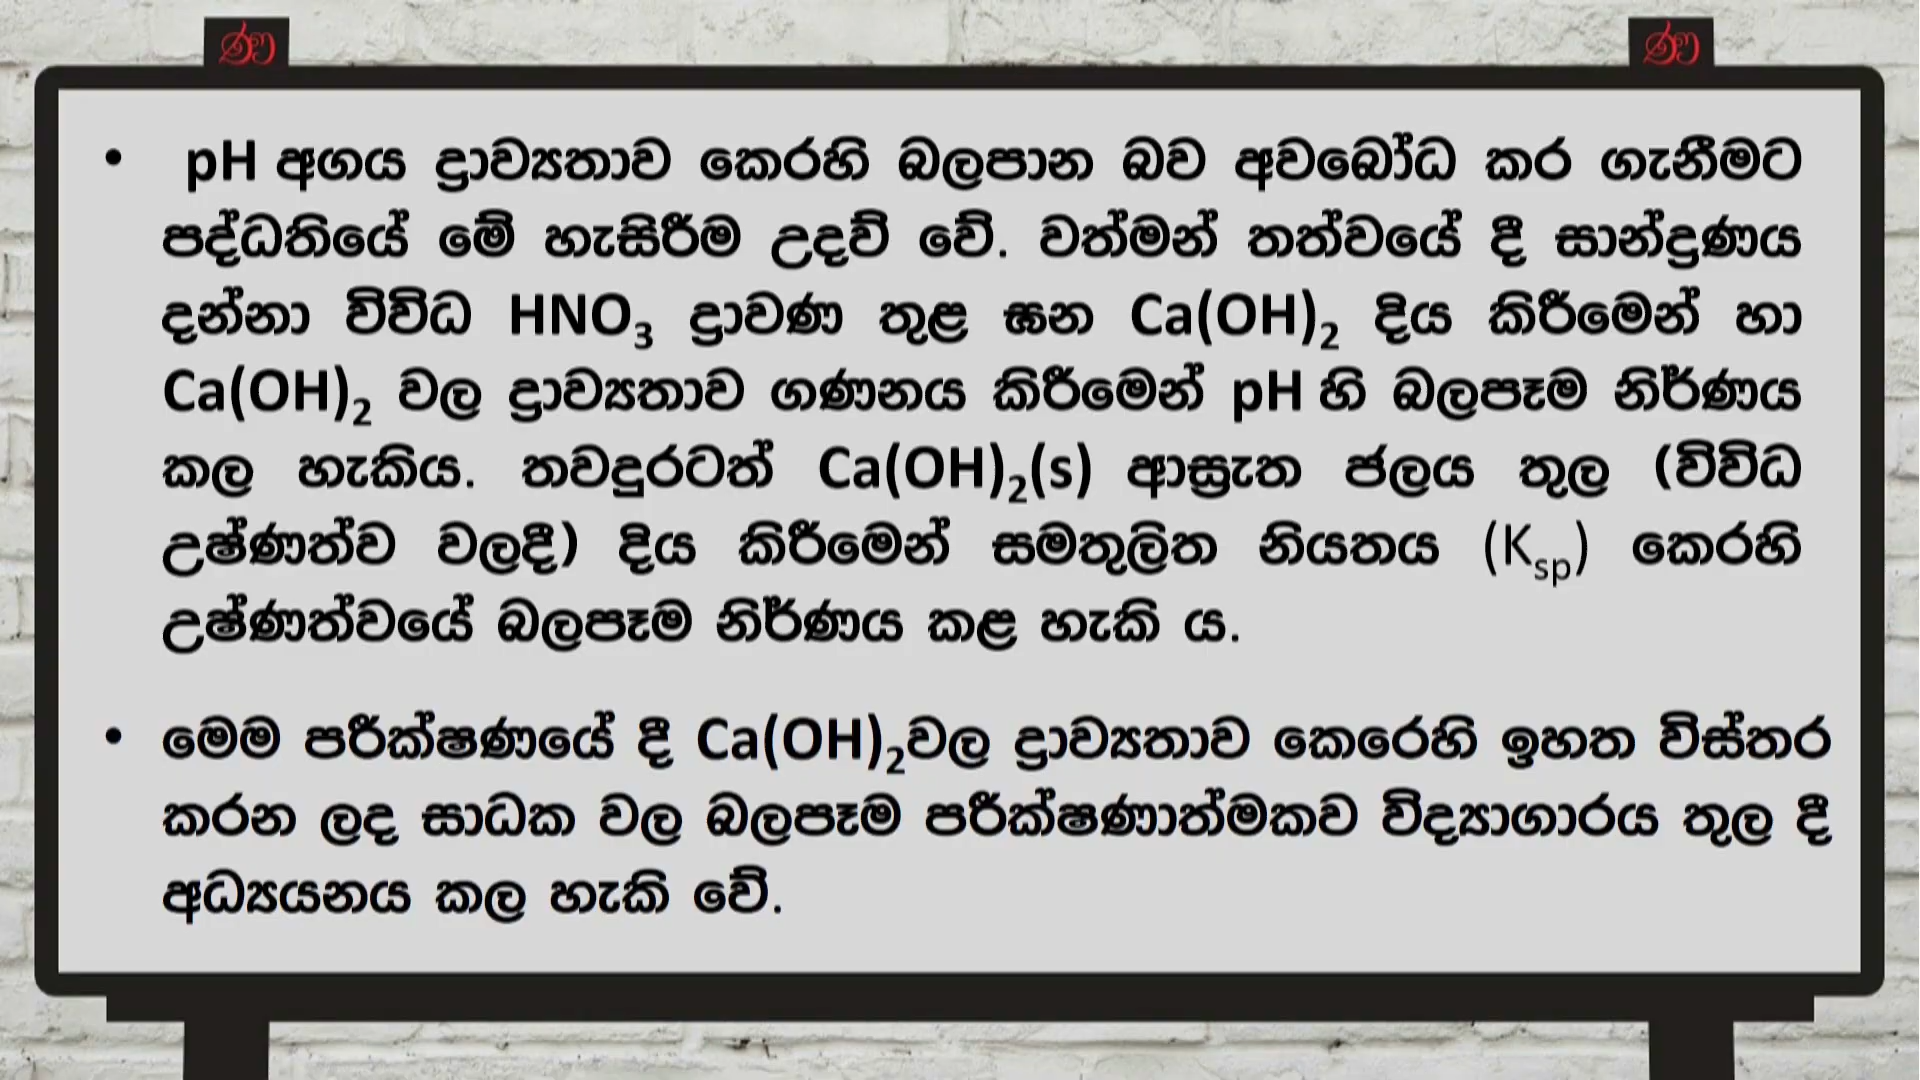 • pH අගය ද්‍රාව්‍යතාව කෙරහි බලපාන බව අවබෝධ කර ගැනීමට
පද්ධතියේ මේ හැසිරීම උදව් වේ. වත්මන් තත්වයේ දී සාන්ද්‍රණය
දන්නා විවිධ HNO₃ ද්‍රාවණ තුළ ඝන Ca(OH)₂ දිය කිරීමෙන් හා
Ca(OH)₂ වල ද්‍රාව්‍යතාව ගණනය කිරීමෙන් pH හි බලපෑම නිර්ණය
කල හැකිය. තවදුරටත් Ca(OH)₂(s) ආස්‍රැත ජලය තුල (විවිධ
උෂ්ණත්ව වලදී) දිය කිරීමෙන් සමතුලිත නියතය (Kₛₚ) කෙරහි
උෂ්ණත්වයේ බලපෑම නිර්ණය කළ හැකි ය.
• මෙම පරීක්ෂණයේ දී Ca(OH)₂වල ද්‍රාව්‍යතාව කෙරෙහි ඉහත විස්තර
කරන ලද සාධක වල බලපෑම පරීක්ෂණාත්මකව විද්‍යාගාරය තුල දී
අධ්‍යයනය කල හැකි වේ.